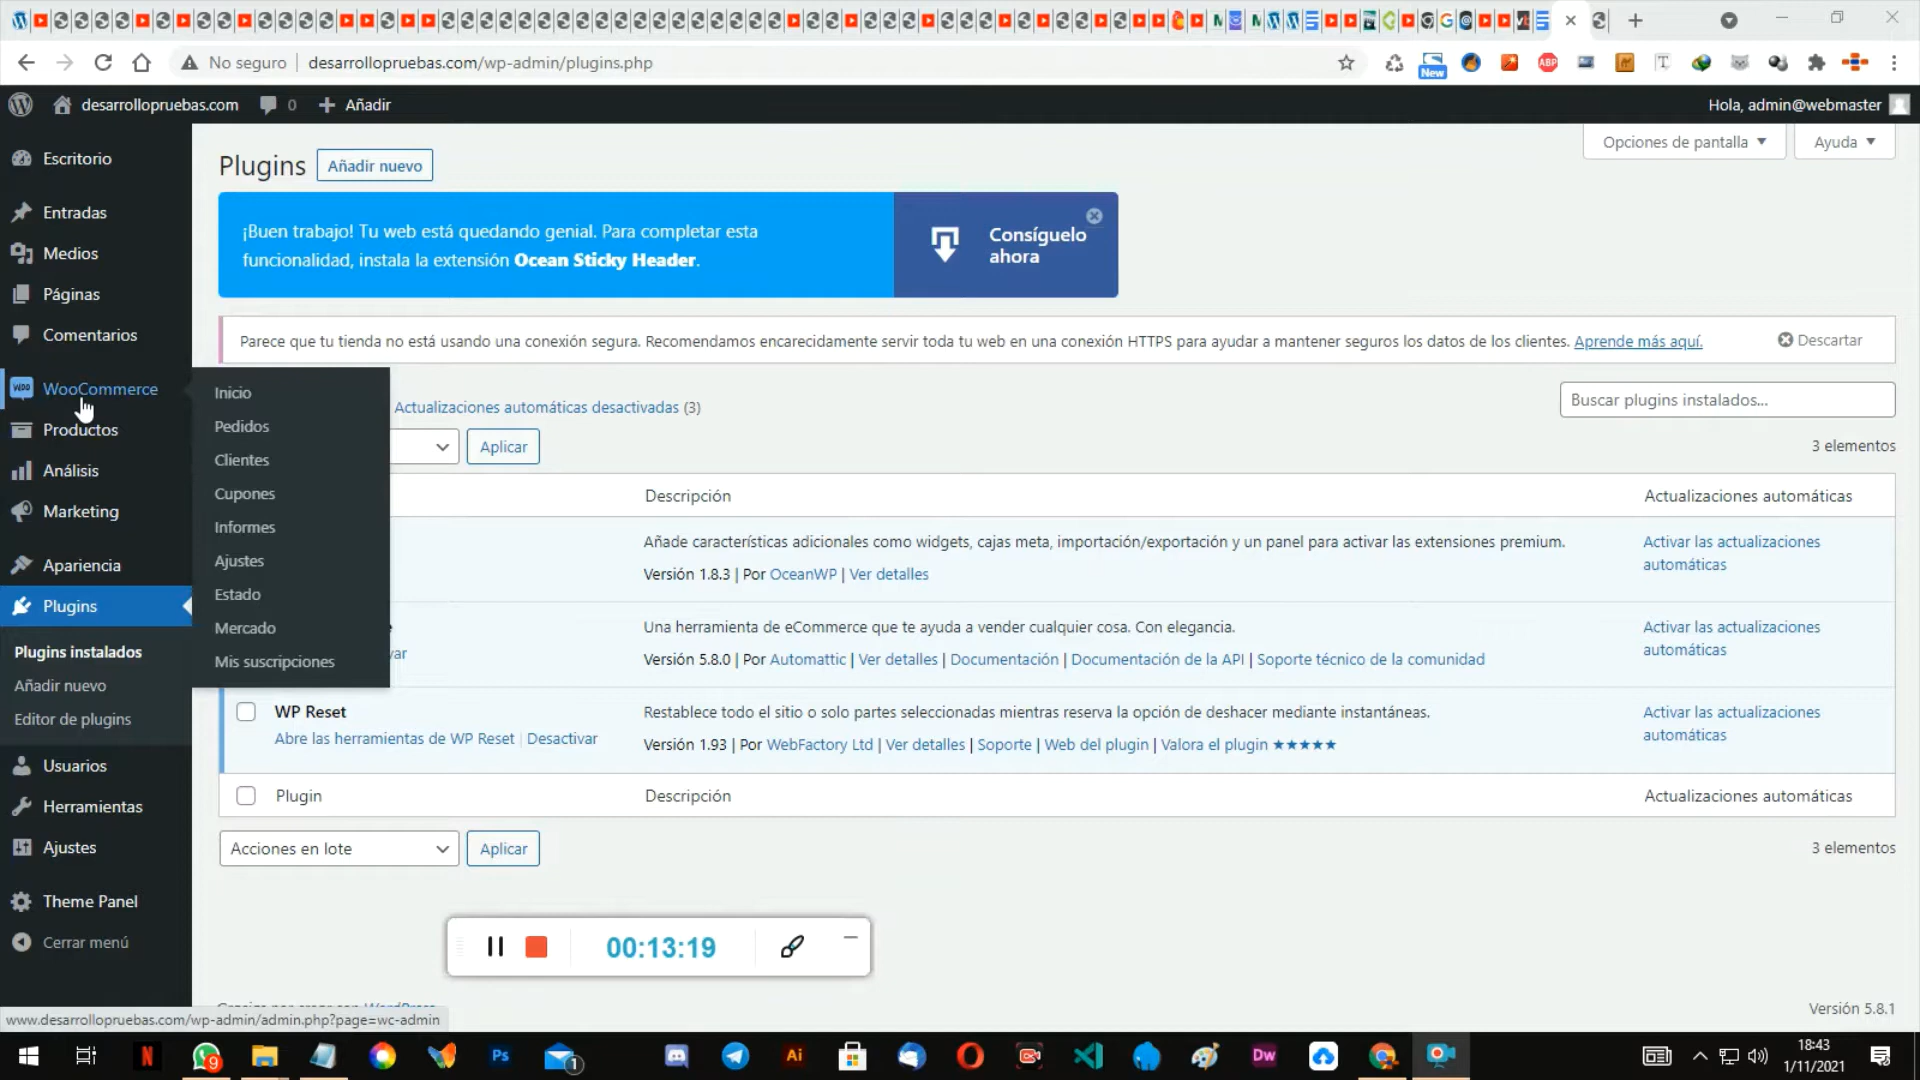 No seguro
desarrollopruebas.com/wp-admin/plugins.php
New
ABP
desarrollopruebas.com
0
Añadir
Hola, admin@webmaster
Escritorio
Entradas
Medios
Páginas
Comentarios
WooCommerce
Productos
Análisis
Marketing
Apariencia
Plugins
Plugins instalados
Añadir nuevo
Editor de plugins
Usuarios
Herramientas
Ajustes
Theme Panel
Cerrar menú
Inicio
Pedidos
Clientes
Cupones
Informes
Ajustes
Estado
Mercado
Mis suscripciones
Opciones de pantalla
Ayuda
Plugins
Añadir nuevo
¡Buen trabajo! Tu web está quedando genial. Para completar esta
funcionalidad, instala la extensión Ocean Sticky Header.
Consíguelo
ahora
Parece que tu tienda no está usando una conexión segura. Recomendamos encarecidamente servir toda tu web en una conexión HTTPS para ayudar a mantener seguros los datos de los clientes. Aprende más aquí.
Descartar
Actualizaciones automáticas desactivadas (3)
Buscar plugins instalados...
Aplicar
3 elementos
Descripción
Actualizaciones automáticas
Añade características adicionales como widgets, cajas meta, importación/exportación y un panel para activar las extensiones premium.
Versión 1.8.3 | Por OceanWP | Ver detalles
Activar las actualizaciones
automáticas
Una herramienta de eCommerce que te ayuda a vender cualquier cosa. Con elegancia.
Versión 5.8.0 | Por Automattic | Ver detalles | Documentación | Documentación de la API | Soporte técnico de la comunidad
Activar las actualizaciones
automáticas
WP Reset
Abre las herramientas de WP Reset | Desactivar
Restablece todo el sitio o solo partes seleccionadas mientras reserva la opción de deshacer mediante instantáneas.
Versión 1.93 | Por WebFactory Ltd | Ver detalles | Soporte | Web del plugin | Valora el plugin ★★★★★
Activar las actualizaciones
automáticas
Plugin
Descripción
Actualizaciones automáticas
Acciones en lote
Aplicar
3 elementos
00:13:19
Versión 5.8.1
www.desarrollopruebas.com/wp-admin/admin.php?page=wc-admin
9
Ps
1
Ai
Dw
18:43
1/11/2021